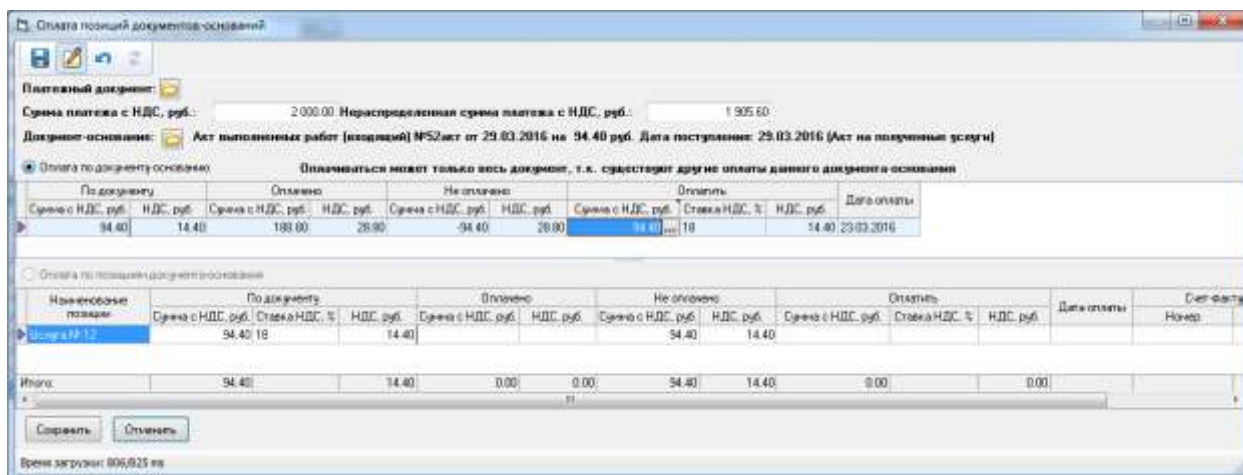 Оплата позиций документов-оснований
Платежный документ:
Сумма платежа с НДС, руб.: 2 000.00 Нераспределенная сумма платежа с НДС, руб.: 1 905.60
Документ-основание: Акт выполненных работ (входящий) №52акт от 29.03.2016 на 94.40 руб. Дата поступления: 29.03.2016 (Акт на полученные услуги)
Оплата по документу основанию Оплачиваться может только весь документ, т.к. существуют другие оплаты данного документа-основания
По документу Оплачено Не оплачено Оплатить Дата оплаты
Сумма с НДС, руб. НДС, руб. Сумма с НДС, руб. НДС, руб. Сумма с НДС, руб. НДС, руб. Сумма с НДС, руб. Ставка НДС, % НДС, руб.
94.40 14.40 188.80 28.80 -94.40 28.80 94.40 ... 18 14.40 23.03.2016
Оплата по позициям документа-основания
Наименование позиции По документу Оплачено Не оплачено Оплатить Дата оплаты Счет-факту
Сумма с НДС, руб. Ставка НДС, % НДС, руб. Сумма с НДС, руб. НДС, руб. Сумма с НДС, руб. НДС, руб. Сумма с НДС, руб. Ставка НДС, % НДС, руб. Номер
Услуга № 12 94.40 18 14.40 94.40 14.40
Итого: 94.40 14.40 0.00 0.00 94.40 14.40 0.00 0.00
Сохранить Отменить
Время загрузки: 806/825 ms